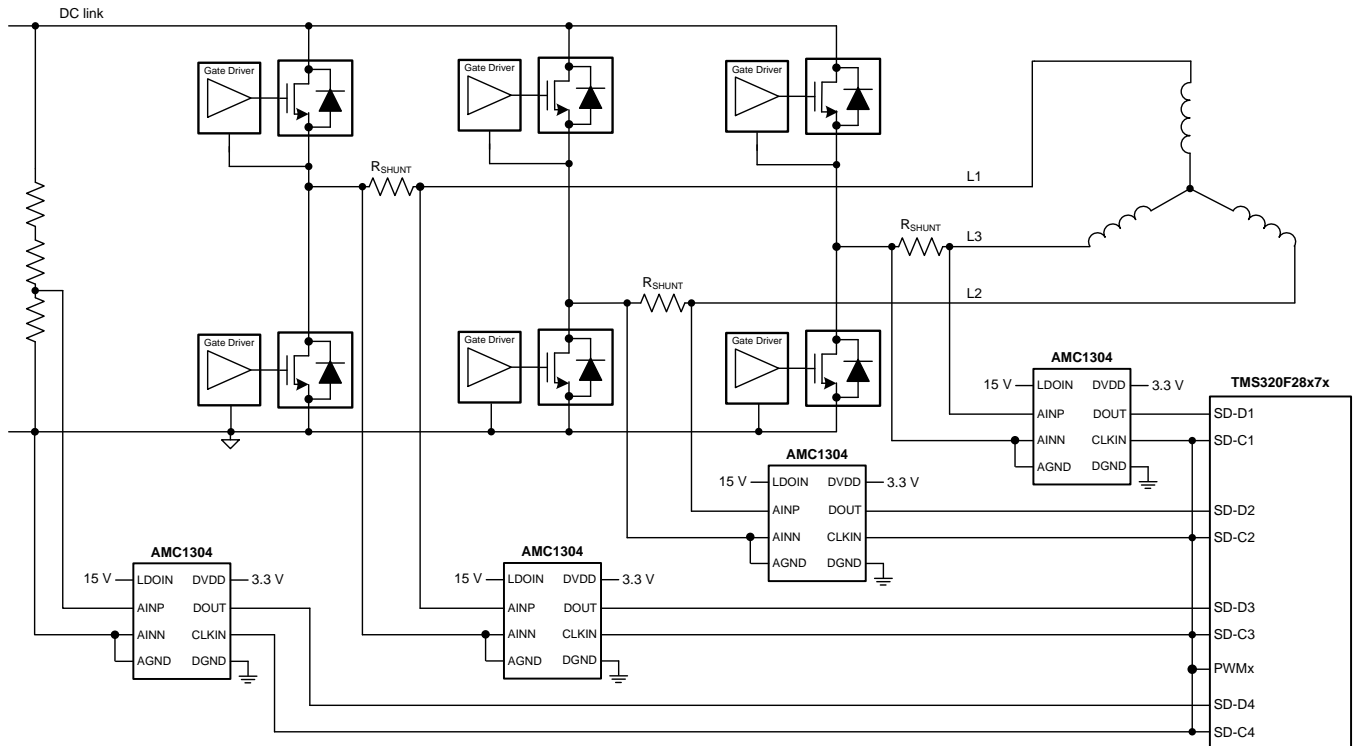 DC link
Gate Driver
Gate Driver
Gate Driver
RSHUNT
L1
RSHUNT
L3
RSHUNT
L2
Gate Driver
Gate Driver
Gate Driver
AMC1304
15 V LDOIN DVDD 3.3 V
AINP DOUT
AINN CLKIN
AGND DGND
TMS320F28x7x
SD-D1
SD-C1
SD-D2
SD-C2
SD-D3
SD-C3
PWMx
SD-D4
SD-C4
AMC1304
15 V LDOIN DVDD 3.3 V
AINP DOUT
AINN CLKIN
AGND DGND
AMC1304
15 V LDOIN DVDD 3.3 V
AINP DOUT
AINN CLKIN
AGND DGND
AMC1304
15 V LDOIN DVDD 3.3 V
AINP DOUT
AINN CLKIN
AGND DGND